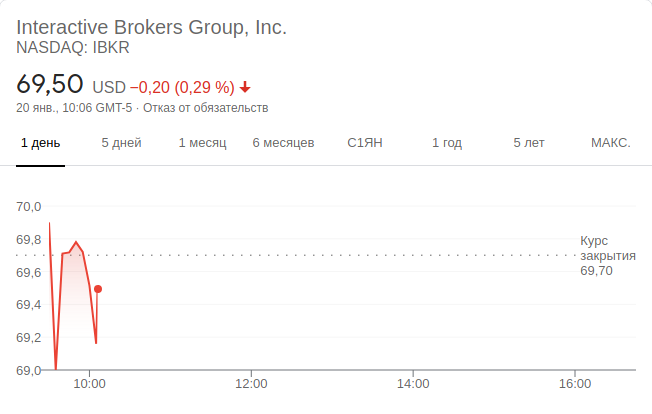 Interactive Brokers Group, Inc.
NASDAQ: IBKR
69,50 USD −0,20 (0,29 %)
20 янв., 10:06 GMT-5 · Отказ от обязательств
1 день 5 дней 1 месяц 6 месяцев С1ЯН 1 год 5 лет МАКС.
70,0
69,8
69,6
69,4
69,2
69,0
Курс
закрытия
69,70
10:00 12:00 14:00 16:00